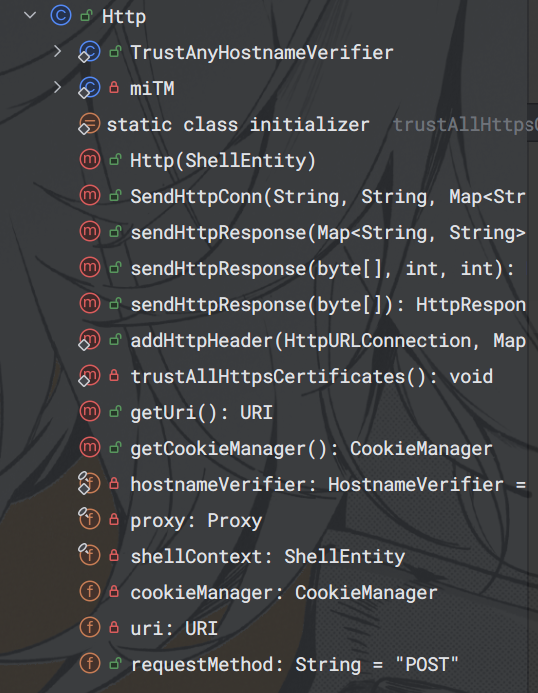 Http
TrustAnyHostnameVerifier
miTM
static class initializer trustAllHttpsC
Http(ShellEntity)
SendHttpConn(String, String, Map<Str
sendHttpResponse(Map<String, String>
sendHttpResponse(byte[], int, int):
sendHttpResponse(byte[]): HttpRespon
addHttpHeader(HttpURLConnection, Map
trustAllHttpsCertificates(): void
getUri(): URI
getCookieManager(): CookieManager
hostnameVerifier: HostnameVerifier =
proxy: Proxy
shellContext: ShellEntity
cookieManager: CookieManager
uri: URI
requestMethod: String = "POST"